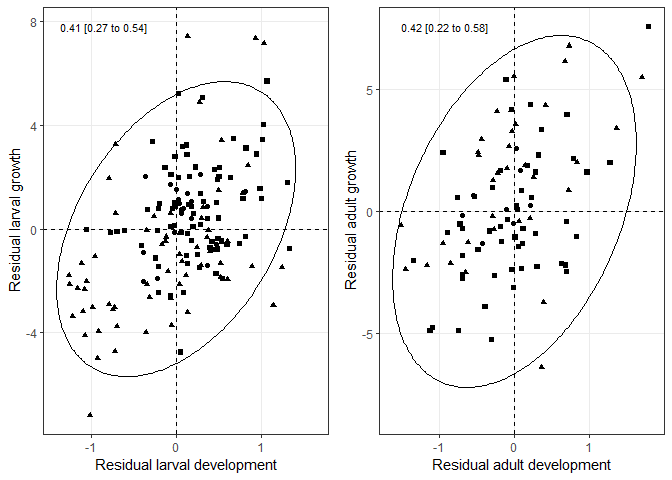 0.41 [0.27 to 0.54]
8
4
0
-4
Residual larval growth
-1
0
1
Residual larval development
0.42 [0.22 to 0.58]
5
0
-5
Residual adult growth
-1
0
1
Residual adult development